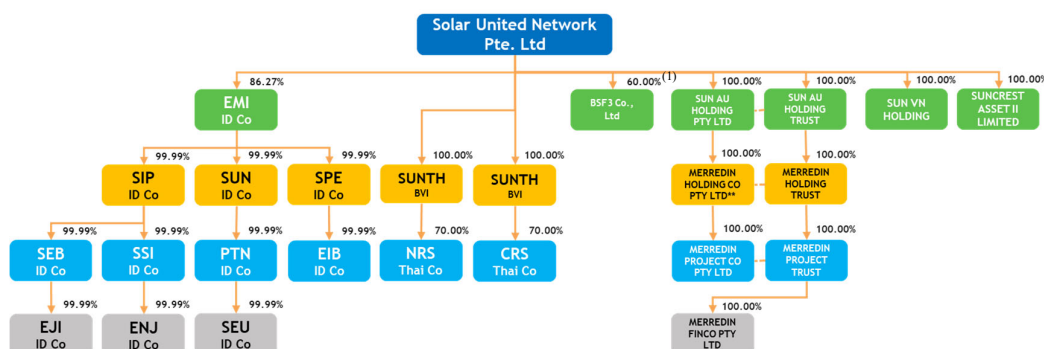 Solar United Network
Pte. Ltd
86.27%
60.00%(1)
100.00%
100.00%
100.00%
100.00%
EMI
ID Co
BSF3 Co.,
Ltd
SUN AU
HOLDING
PTY LTD
SUN AU
HOLDING
TRUST
SUN VN
HOLDING
SUNCREST
ASSET II
LIMITED
99.99%
99.99%
99.99%
100.00%
100.00%
100.00%
100.00%
SIP
ID Co
SUN
ID Co
SPE
ID Co
SUNTH
BVI
SUNTH
BVI
MERREDIN
HOLDING CO
PTY LTD**
MERREDIN
HOLDING
TRUST
99.99%
99.99%
99.99%
99.99%
70.00%
70.00%
100.00%
100.00%
SEB
ID Co
SSI
ID Co
PTN
ID Co
EIB
ID Co
NRS
Thai Co
CRS
Thai Co
MERREDIN
PROJECT CO
PTY LTD
MERREDIN
PROJECT
TRUST
99.99%
99.99%
99.99%
100.00%
EJI
ID Co
ENJ
ID Co
SEU
ID Co
MERREDIN
FINCO PTY
LTD